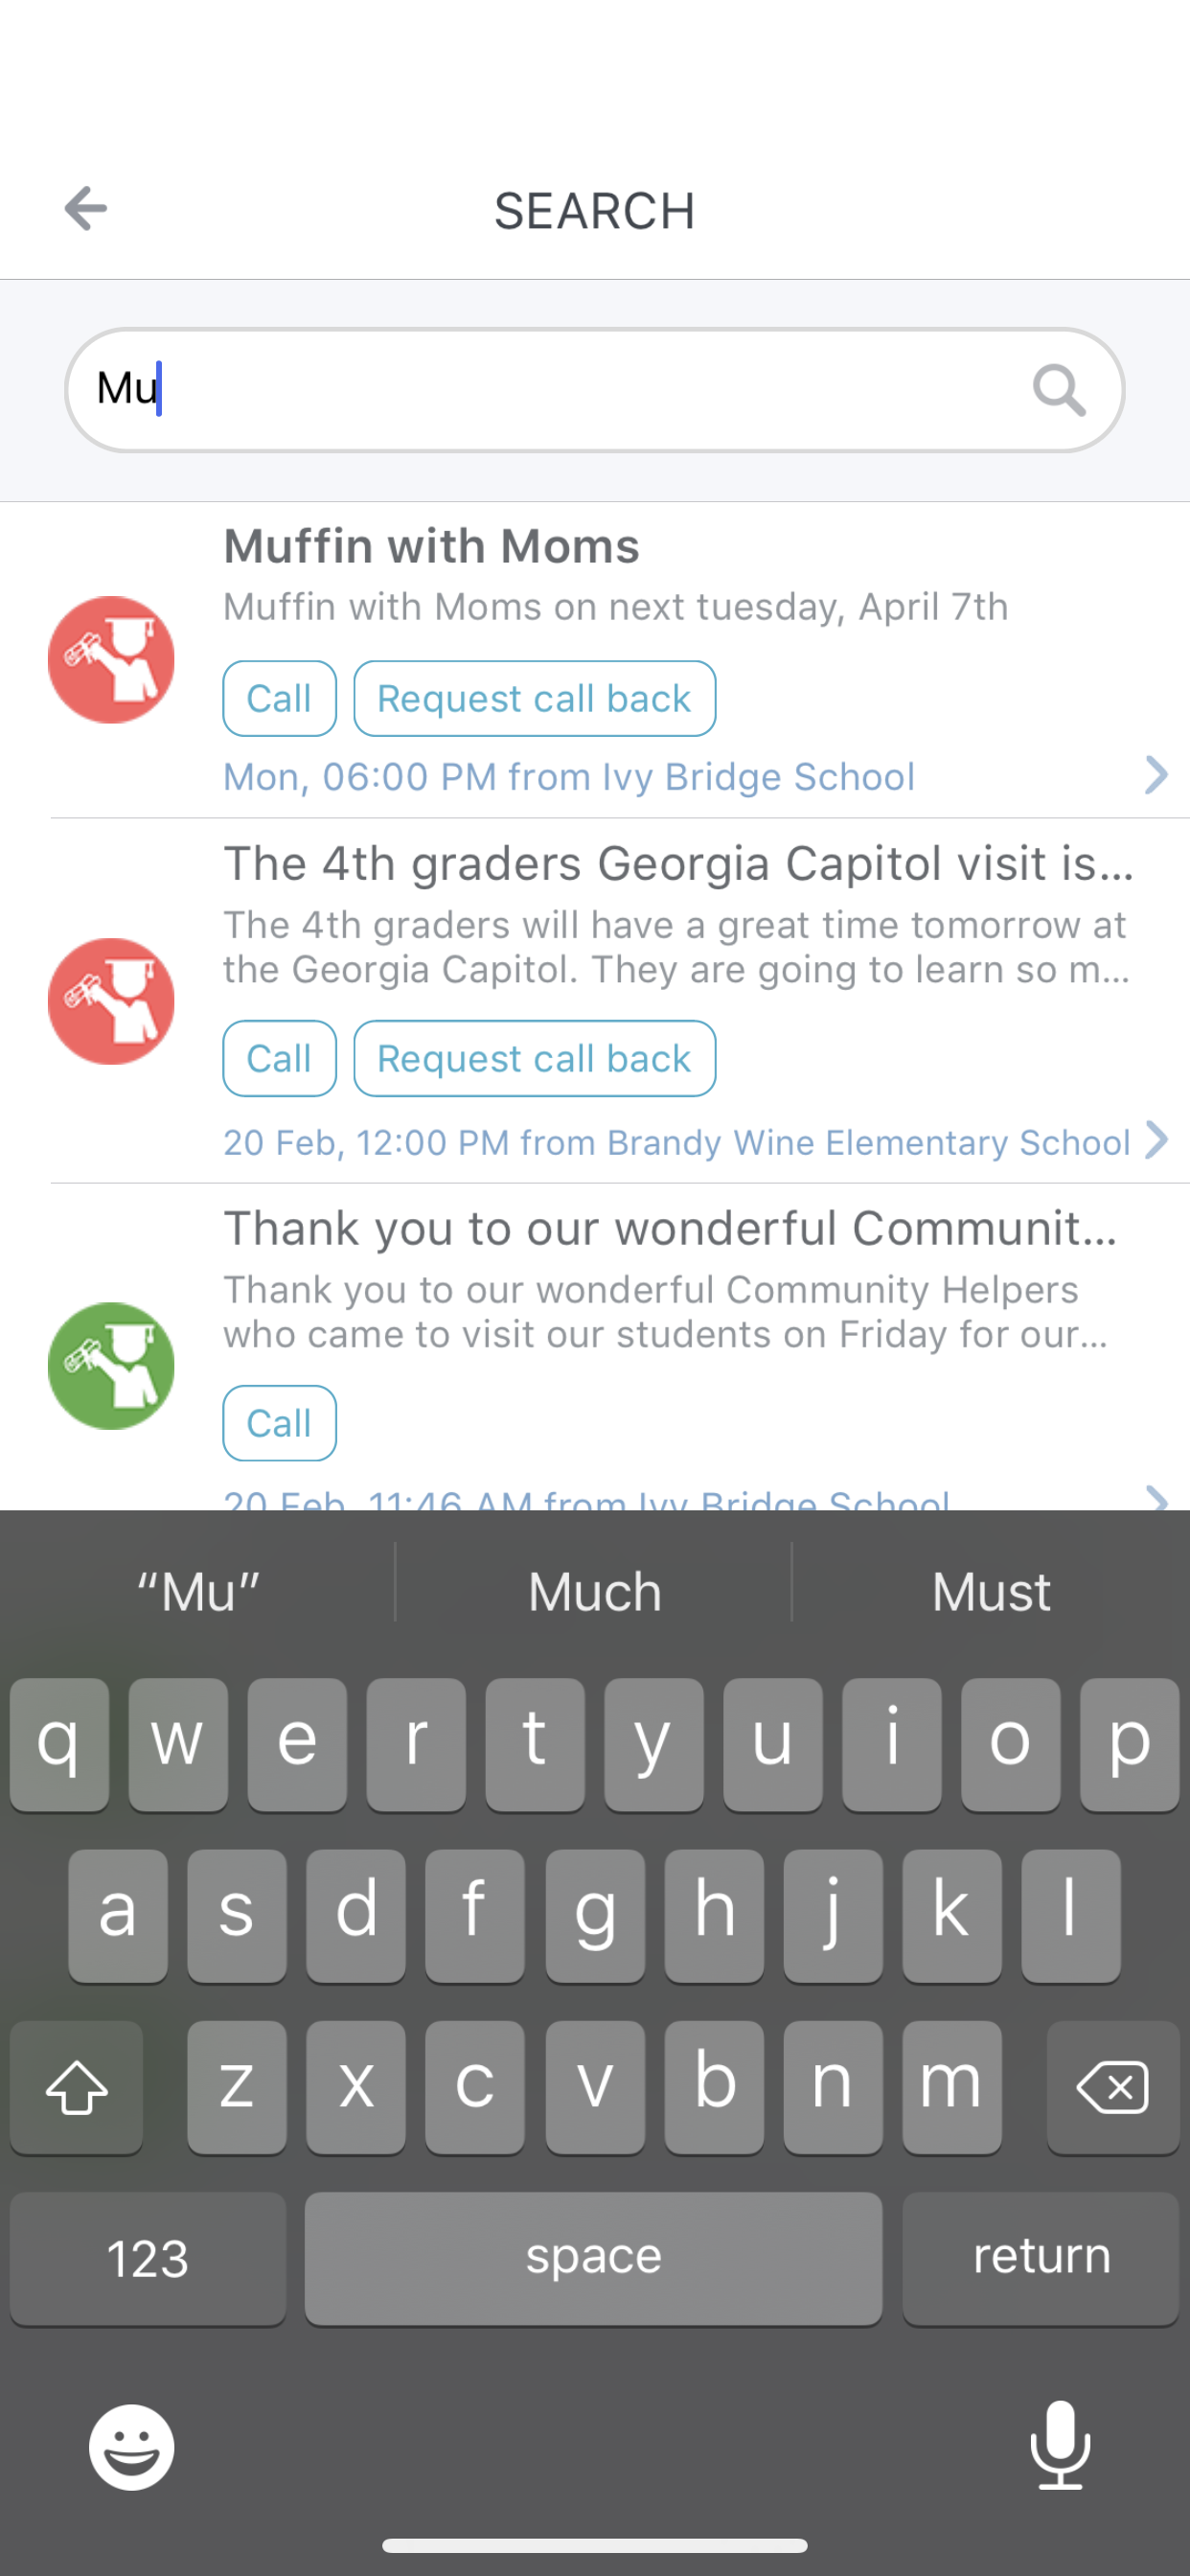 SEARCH
Mu
Muffin with Moms
Muffin with Moms on next tuesday, April 7th
Call
Request call back
Mon, 06:00 PM from Ivy Bridge School
The 4th graders Georgia Capitol visit is...
The 4th graders will have a great time tomorrow at
the Georgia Capitol. They are going to learn so m...
Call
Request call back
20 Feb, 12:00 PM from Brandy Wine Elementary School
Thank you to our wonderful Communit...
Thank you to our wonderful Community Helpers
who came to visit our students on Friday for our...
Call
20 Feb, 11:46 AM from Ivy Bridge School
“Mu” Much Must
q w e r t y u i o p
a s d f g h j k l
z x c v b n m
123 space return